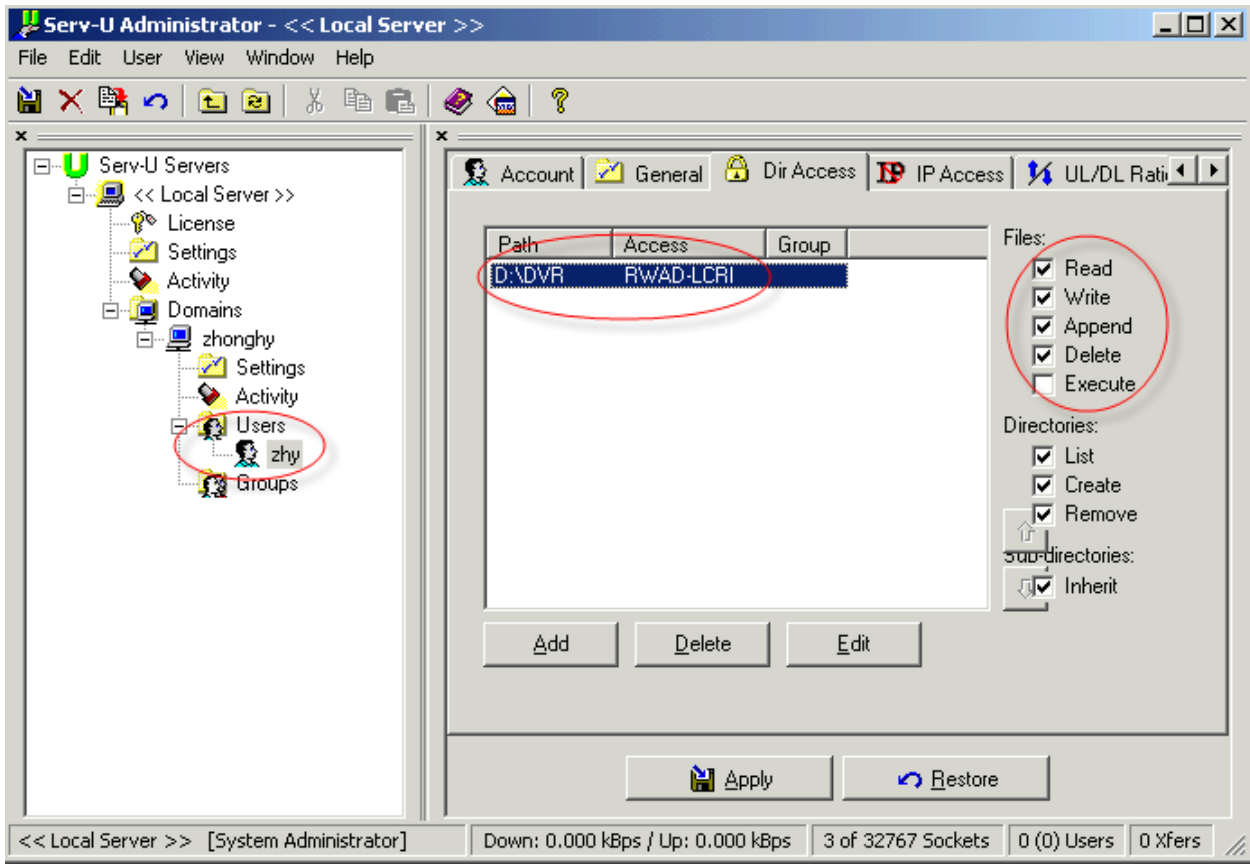 Serv-U Administrator - << Local Server >>
File Edit User View Window Help
Serv-U Servers
<< Local Server >>
License
Settings
Activity
Domains
zhonghy
Settings
Activity
Users
zhy
Groups
Account General Dir Access IP Access UL/DL Rati
Path Access Group
D:\DVR RWAD-LCRI
Files:
Read
Write
Append
Delete
Execute
Directories:
List
Create
Remove
Sub-directories:
Inherit
Add Delete Edit
Apply Restore
<< Local Server >> [System Administrator] Down: 0.000 kBps / Up: 0.000 kBps 3 of 32767 Sockets 0 (0) Users 0 Xfers